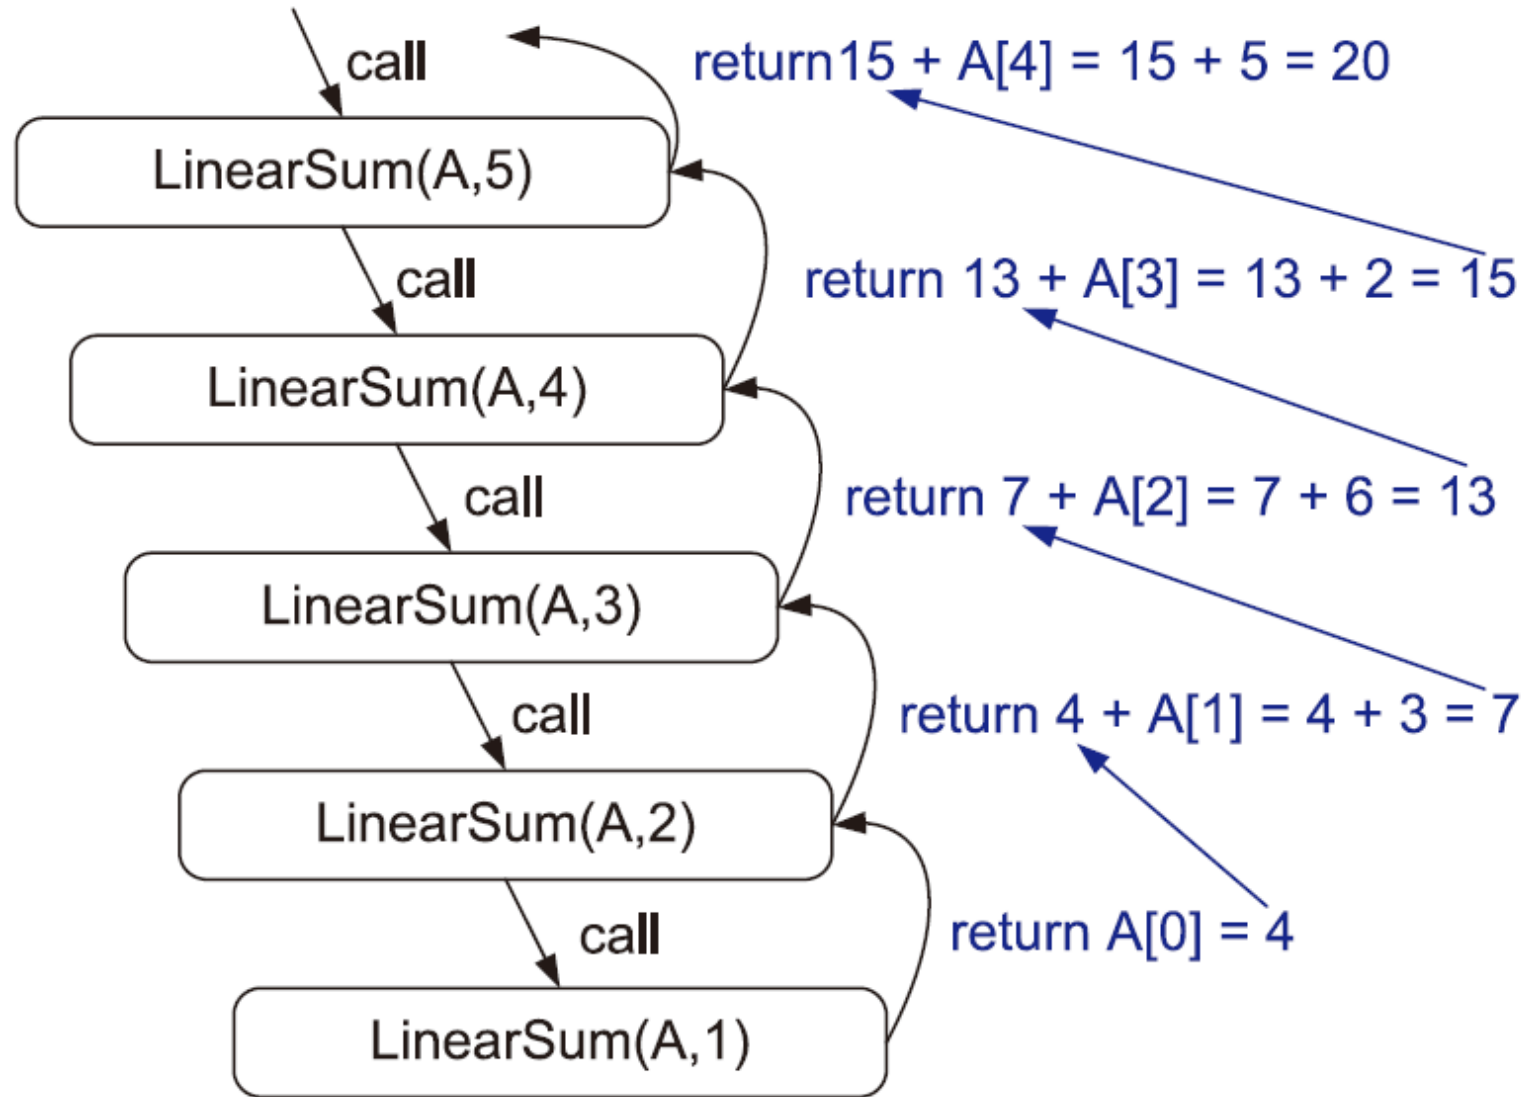 call
return15 + A[4] = 15 + 5 = 20
LinearSum(A,5)
call
return 13 + A[3] = 13 + 2 = 15
LinearSum(A,4)
call
return 7 + A[2] = 7 + 6 = 13
LinearSum(A,3)
call
return 4 + A[1] = 4 + 3 = 7
LinearSum(A,2)
call
return A[0] = 4
LinearSum(A,1)